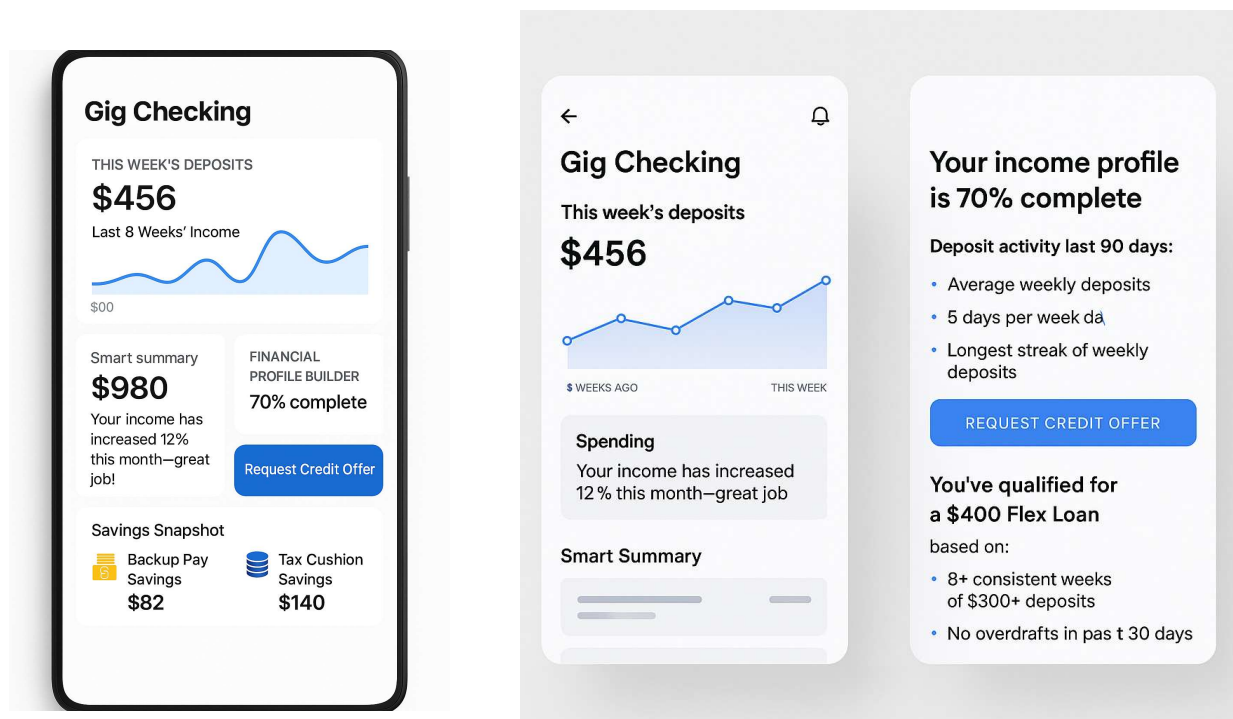 Gig Checking
THIS WEEK'S DEPOSITS
$456
Last 8 Weeks' Income
$00
Smart summary
$980
Your income has
increased 12%
this month—great
job!
FINANCIAL
PROFILE BUILDER
70% complete
Request Credit Offer
Savings Snapshot
Backup Pay
Savings
$82
Tax Cushion
Savings
$140
Gig Checking
This week's deposits
$456
$ WEEKS AGO
THIS WEEK
Spending
Your income has increased
12 % this month—great job
Smart Summary
Your income profile
is 70% complete
Deposit activity last 90 days:
• Average weekly deposits
• 5 days per week da
• Longest streak of weekly
deposits
REQUEST CREDIT OFFER
You've qualified for
a $400 Flex Loan
based on:
• 8+ consistent weeks
of $300+ deposits
• No overdrafts in pas t 30 days